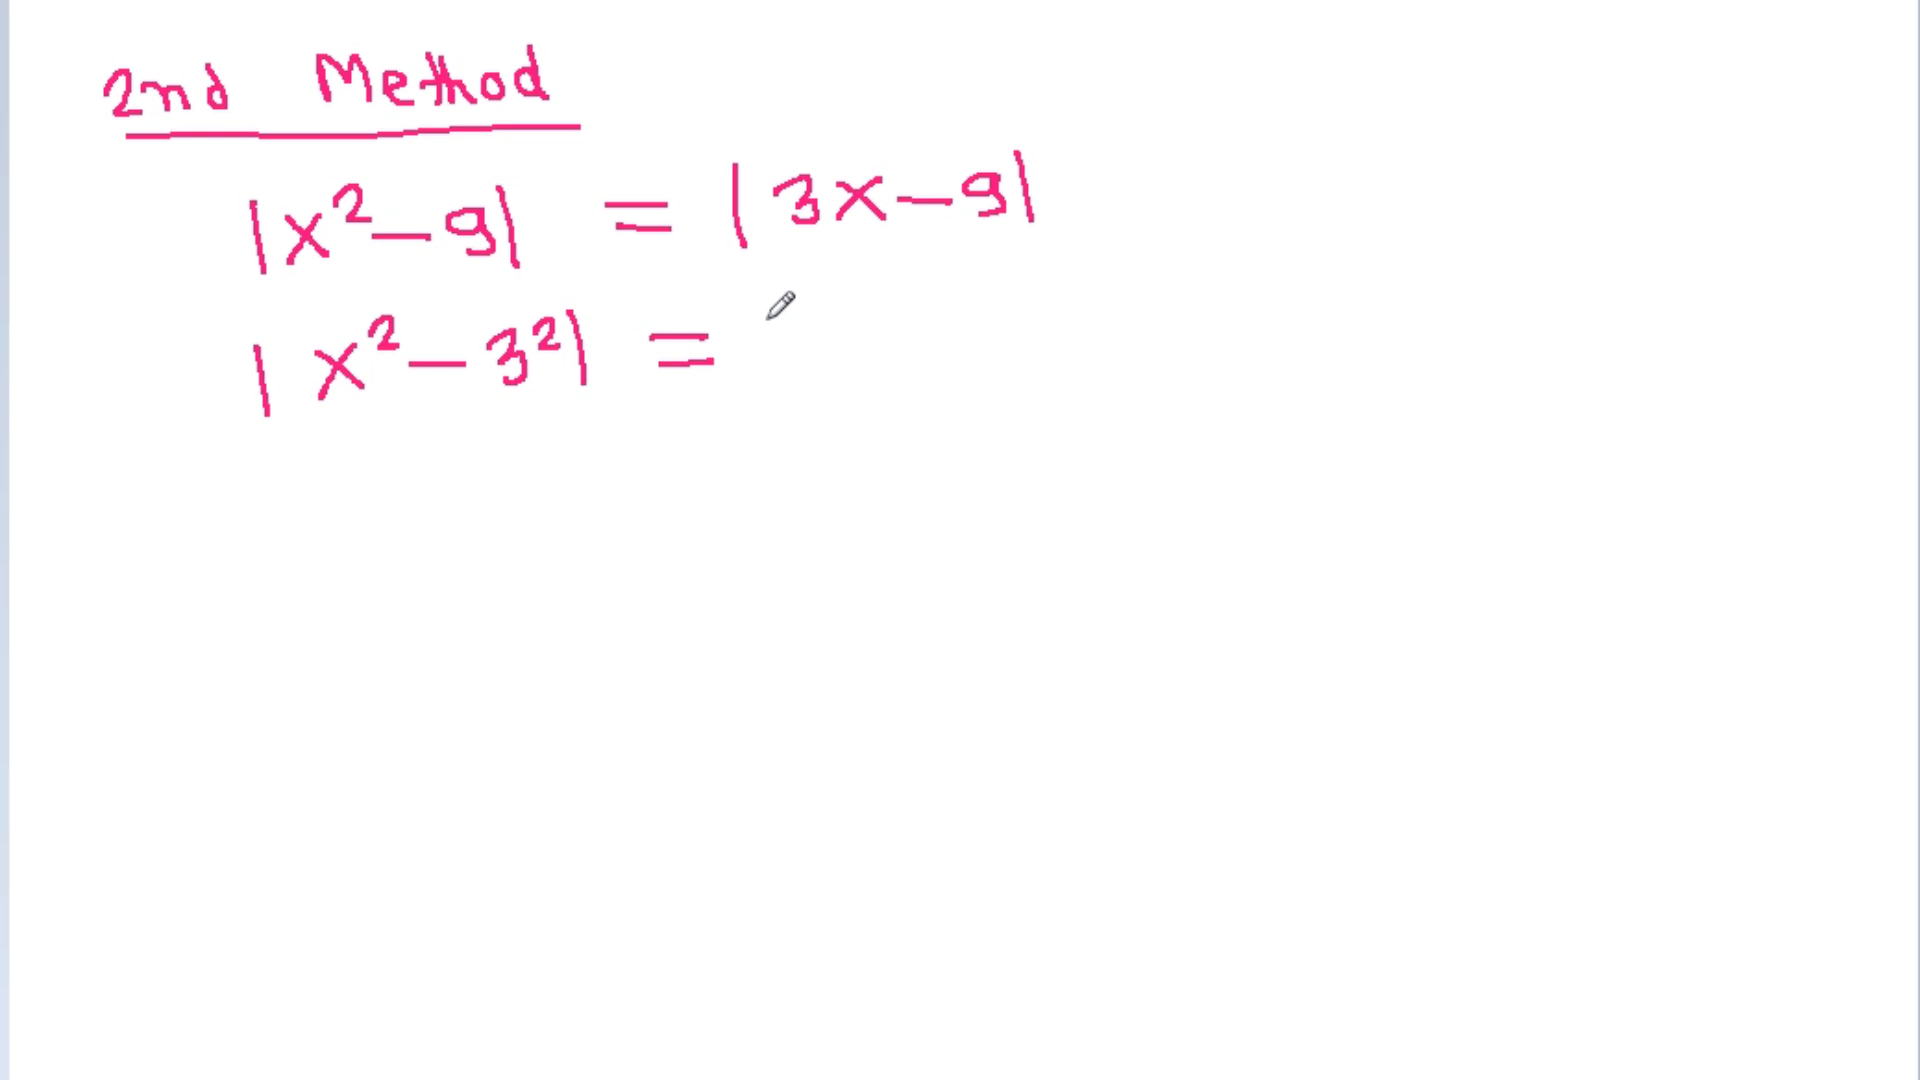 2nd Method
|x²-9| = |3x-9|
|x²-3²| =